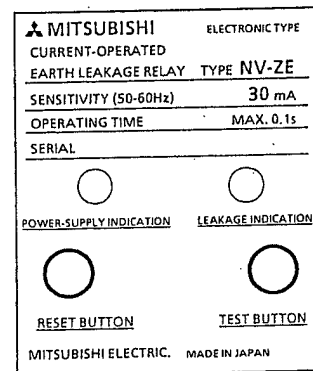 MITSUBISHI ELECTRONIC TYPE
CURRENT-OPERATED
EARTH LEAKAGE RELAY TYPE NV-ZE
SENSITIVITY (50-60Hz) 30 mA
OPERATING TIME MAX. 0.1s
SERIAL
POWER-SUPPLY INDICATION LEAKAGE INDICATION
RESET BUTTON TEST BUTTON
MITSUBISHI ELECTRIC. MADE IN JAPAN